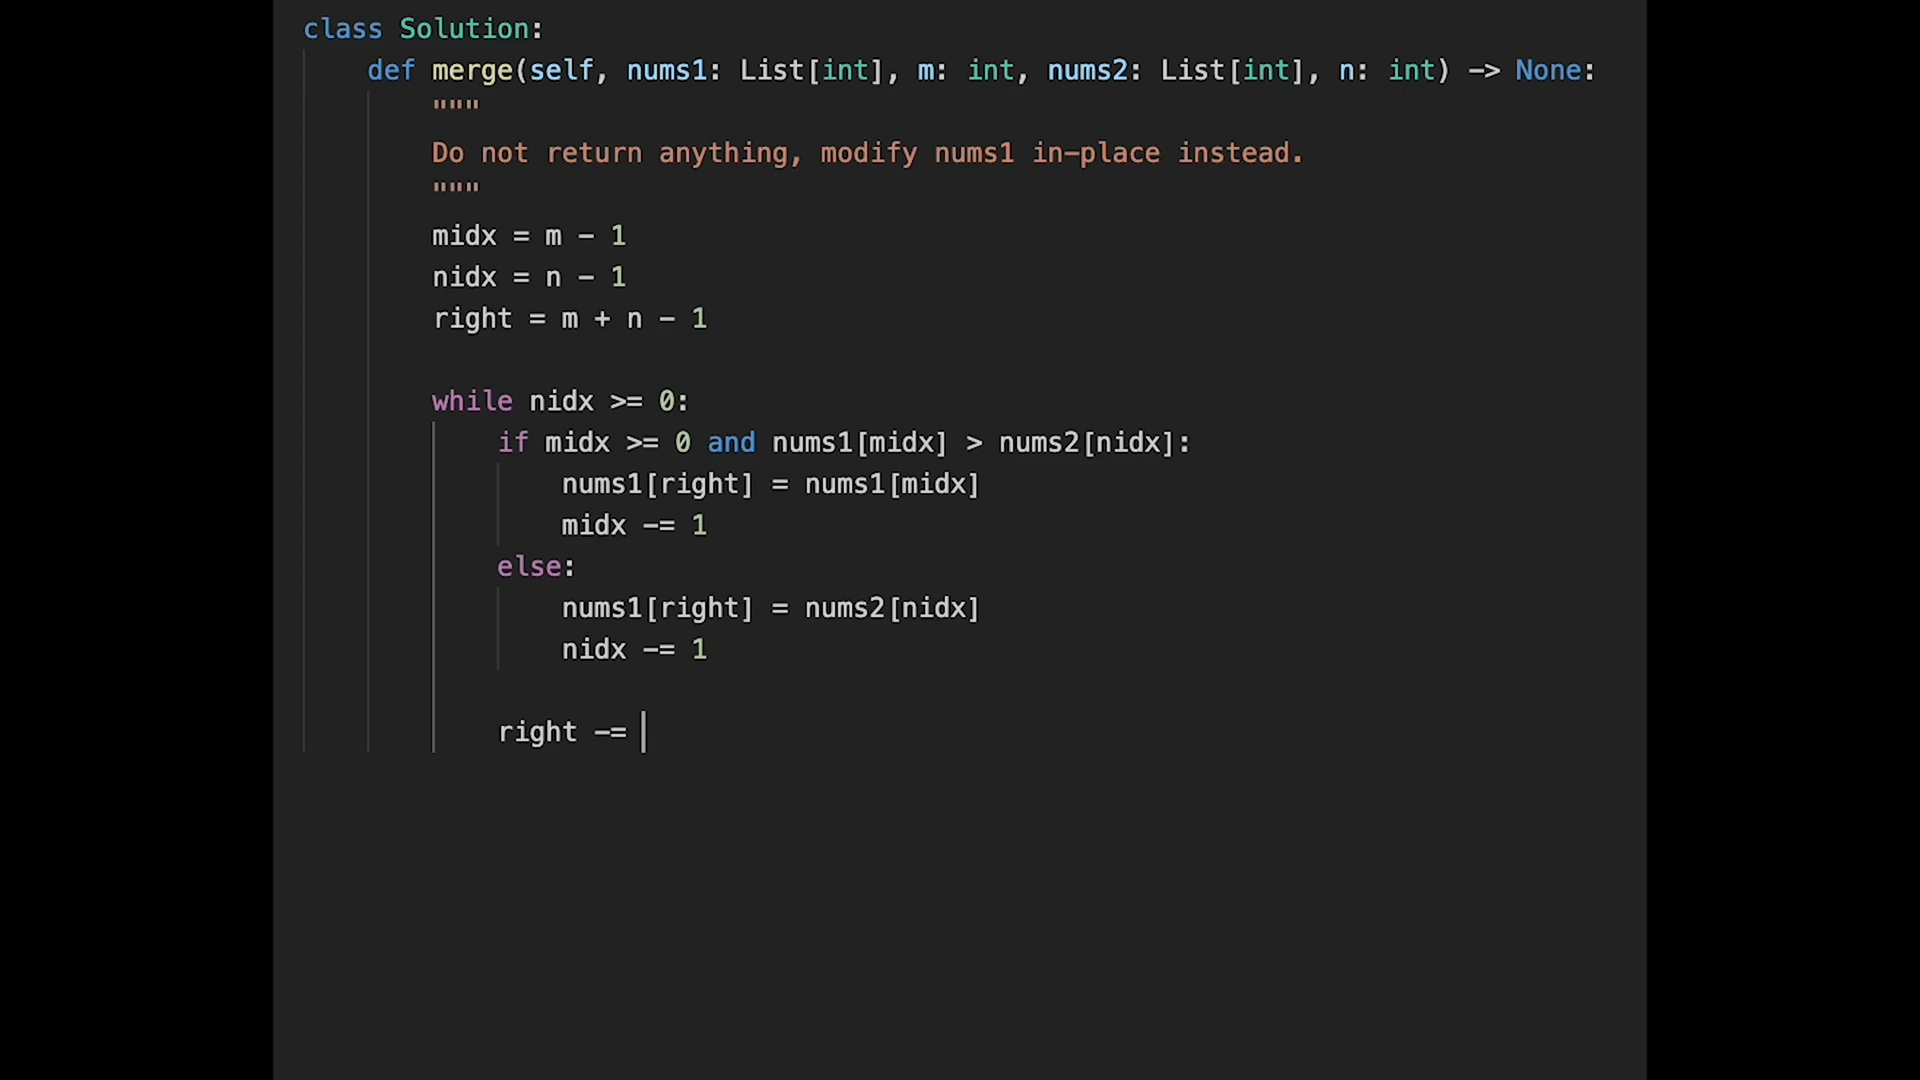 class Solution:
def merge(self, nums1: List[int], m: int, nums2: List[int], n: int) -> None:
"""
Do not return anything, modify nums1 in-place instead.
"""
midx = m - 1
nidx = n - 1
right = m + n - 1
while nidx >= 0:
if midx >= 0 and nums1[midx] > nums2[nidx]:
nums1[right] = nums1[midx]
midx -= 1
else:
nums1[right] = nums2[nidx]
nidx -= 1
right -=